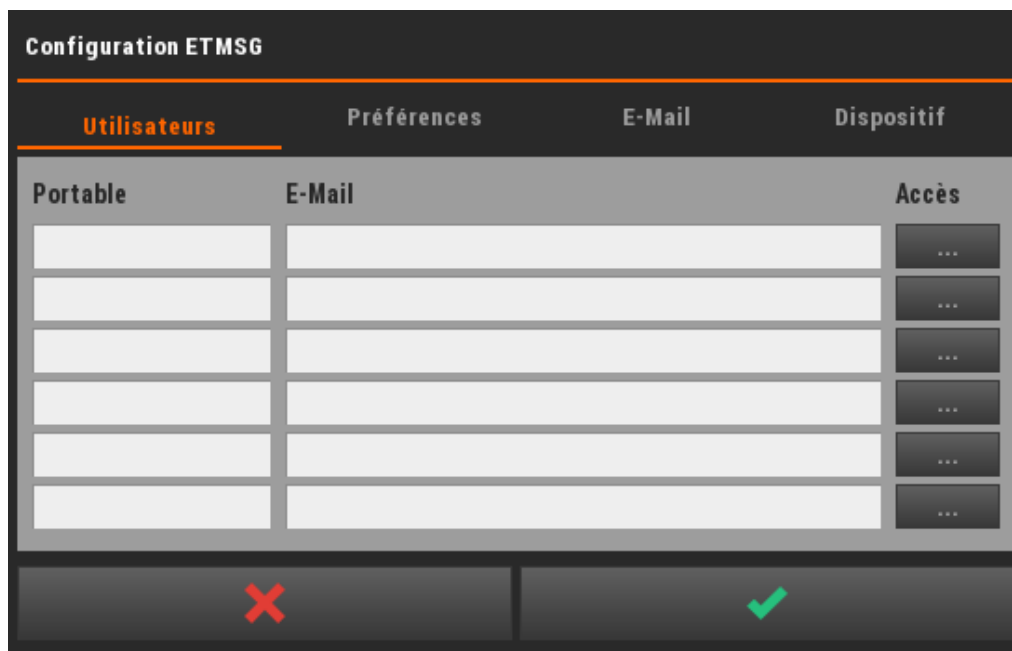 Configuration ETMSG
Utilisateurs Préférences E-Mail Dispositif
Portable E-Mail Accès
...
...
...
...
...
...